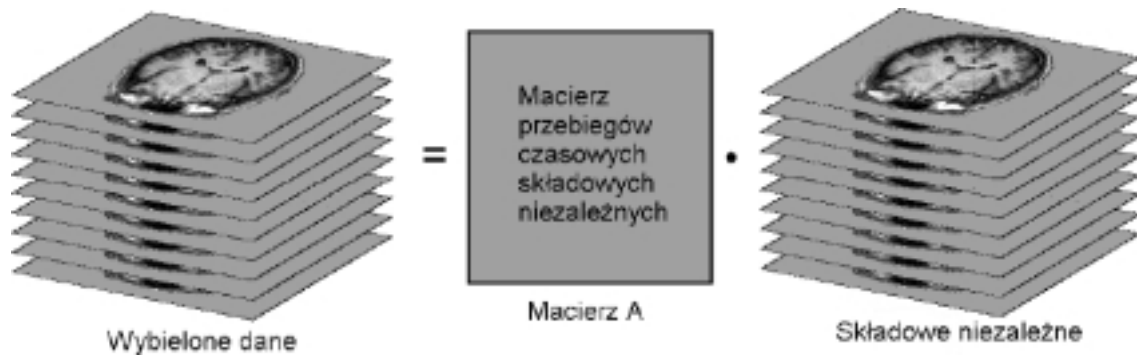 Wybielone dane
=
Macierz
przebiegów
czasowych
składowych
niezależnych
Macierz A
•
Składowe niezależne